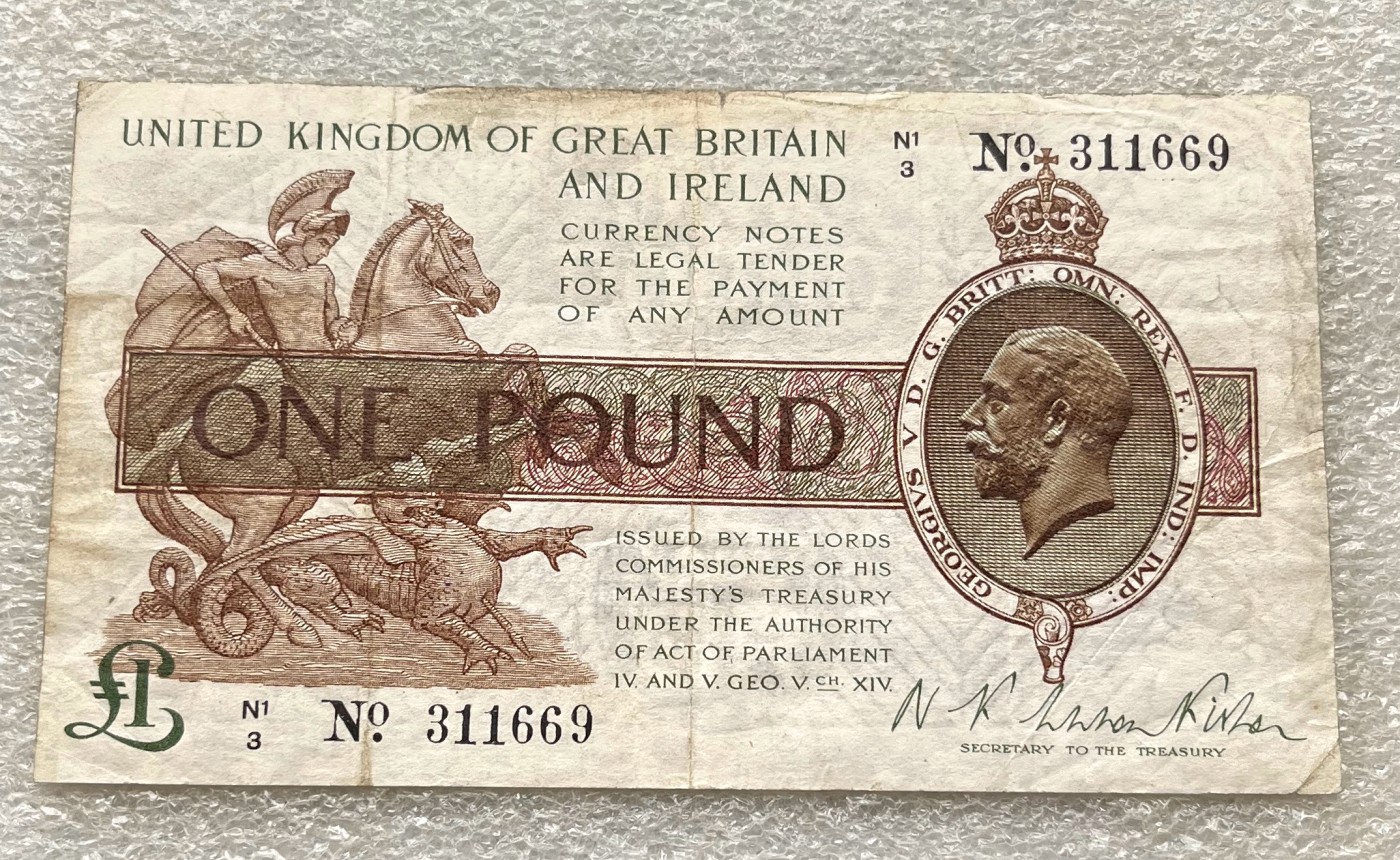 UNITED KINGDOM OF GREAT BRITAIN
AND IRELAND
N1
3
No. 311669
CURRENCY NOTES
ARE LEGAL TENDER
FOR THE PAYMENT
OF ANY AMOUNT
GEORGIVS V D. G. BRITT: OMN: REX F. D. IND: IMP:
ONE POUND
ISSUED BY THE LORDS
COMMISSIONERS OF HIS
MAJESTY'S TREASURY
UNDER THE AUTHORITY
OF ACT OF PARLIAMENT
IV. AND V. GEO. V. CH. XIV.
£1
N1
3
No 311669
N K Warren Fisher
SECRETARY TO THE TREASURY